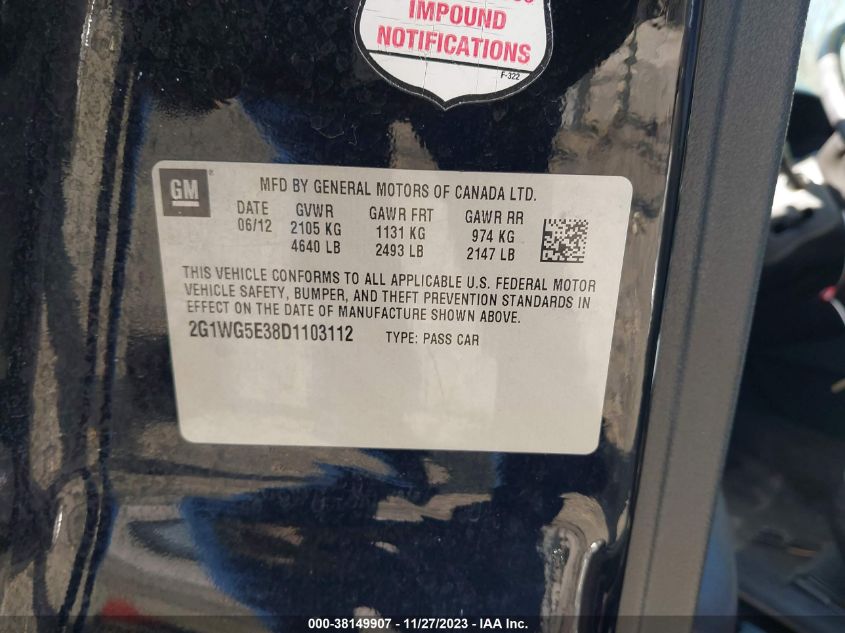 IMPOUND
NOTIFICATIONS
F-322
GM
MFD BY GENERAL MOTORS OF CANADA LTD.
DATE GVWR GAWR FRT GAWR RR
06/12 2105 KG 1131 KG 974 KG
4640 LB 2493 LB 2147 LB
THIS VEHICLE CONFORMS TO ALL APPLICABLE U.S. FEDERAL MOTOR
VEHICLE SAFETY, BUMPER, AND THEFT PREVENTION STANDARDS IN
EFFECT ON THE DATE OF MANUFACTURE SHOWN ABOVE.
2G1WG5E38D1103112 TYPE: PASS CAR
000-38149907 - 11/27/2023 - IAA Inc.